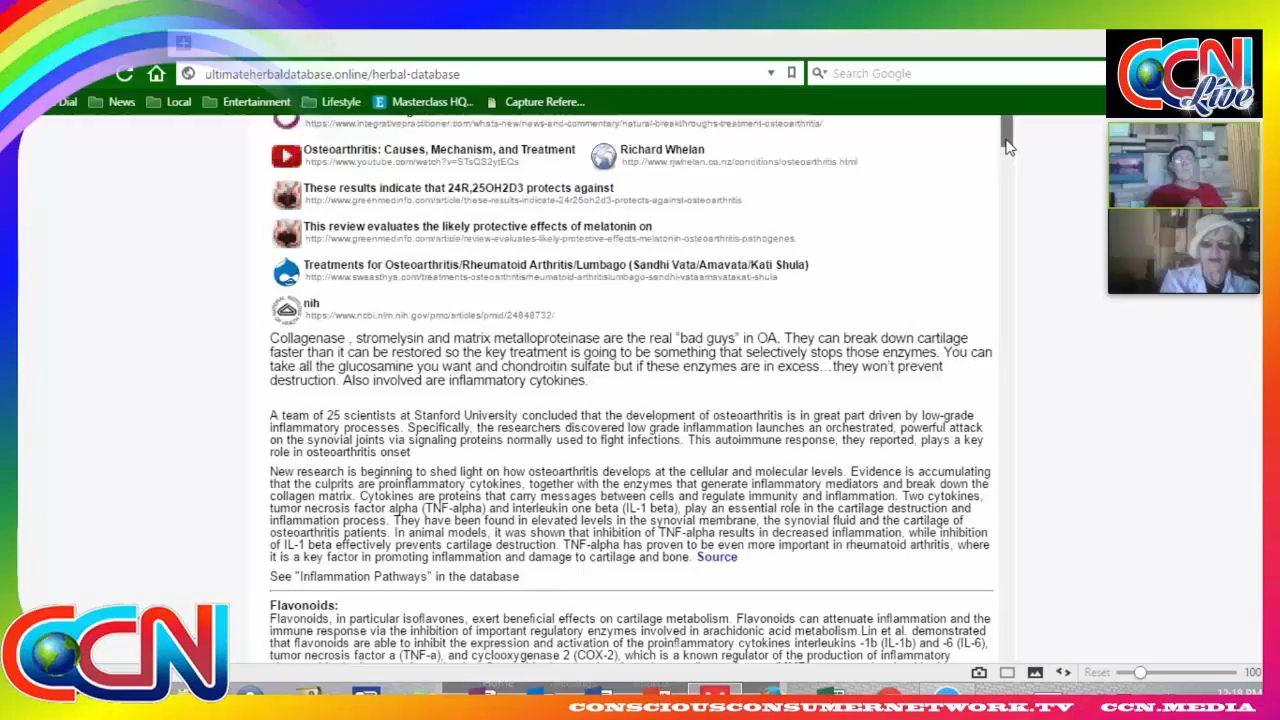 ultimateherbaldatabase.online/herbal-database
Search Google
CCN
Live
Dial
News
Local
Entertainment
Lifestyle
Masterclass HQ...
Capture Refere...
https://www.integrativepractitioner.com/whats-new/news-and-commentary/natural-breakthroughs-treatment-osteoarthritis/
Osteoarthritis: Causes, Mechanism, and Treatment
https://www.youtube.com/watch?v=STsQS2ytEQs
Richard Whelan
http://www.rjwhelan.co.nz/conditions/osteoarthritis.html
These results indicate that 24R,25OH2D3 protects against
http://www.greenmedinfo.com/article/these-results-indicate-24r25oh2d3-protects-against-osteoarthritis
This review evaluates the likely protective effects of melatonin on
http://www.greenmedinfo.com/article/review-evaluates-likely-protective-effects-melatonin-osteoarthritis-pathogenes
Treatments for Osteoarthritis/Rheumatoid Arthritis/Lumbago (Sandhi Vata/Amavata/Kati Shula)
http://www.swaasthya.com/treatments-osteoarthritisrheumatoid-arthritislumbago-sandhi-vataamavatakati-shula
nih
https://www.ncbi.nlm.nih.gov/pmc/articles/pmid/24848732/
Collagenase , stromelysin and matrix metalloproteinase are the real “bad guys” in OA. They can break down cartilage
faster than it can be restored so the key treatment is going to be something that selectively stops those enzymes. You can
take all the glucosamine you want and chondroitin sulfate but if these enzymes are in excess…they won't prevent
destruction. Also involved are inflammatory cytokines.
A team of 25 scientists at Stanford University concluded that the development of osteoarthritis is in great part driven by low-grade
inflammatory processes. Specifically, the researchers discovered low grade inflammation launches an orchestrated, powerful attack
on the synovial joints via signaling proteins normally used to fight infections. This autoimmune response, they reported, plays a key
role in osteoarthritis onset
New research is beginning to shed light on how osteoarthritis develops at the cellular and molecular levels. Evidence is accumulating
that the culprits are proinflammatory cytokines, together with the enzymes that generate inflammatory mediators and break down the
collagen matrix. Cytokines are proteins that carry messages between cells and regulate immunity and inflammation. Two cytokines,
tumor necrosis factor alpha (TNF-alpha) and interleukin one beta (IL-1 beta), play an essential role in the cartilage destruction and
inflammation process. They have been found in elevated levels in the synovial membrane, the synovial fluid and the cartilage of
osteoarthritis patients. In animal models, it was shown that inhibition of TNF-alpha results in decreased inflammation, while inhibition
of IL-1 beta effectively prevents cartilage destruction. TNF-alpha has proven to be even more important in rheumatoid arthritis, where
it is a key factor in promoting inflammation and damage to cartilage and bone. Source
See "Inflammation Pathways" in the database
Flavonoids:
Flavonoids, in particular isoflavones, exert beneficial effects on cartilage metabolism. Flavonoids can attenuate inflammation and the
immune response via the inhibition of important regulatory enzymes involved in arachidonic acid metabolism.Lin et al. demonstrated
that flavonoids are able to inhibit the expression and activation of the proinflammatory cytokines interleukins -1b (IL-1b) and -6 (IL-6),
tumor necrosis factor a (TNF-a), and cyclooxygenase 2 (COX-2), which is a known regulator of the production of inflammatory
Reset
100
CCN
12:18 PM
CONSCIOUSCONSUMERNETWORK.TV
CCN.MEDIA